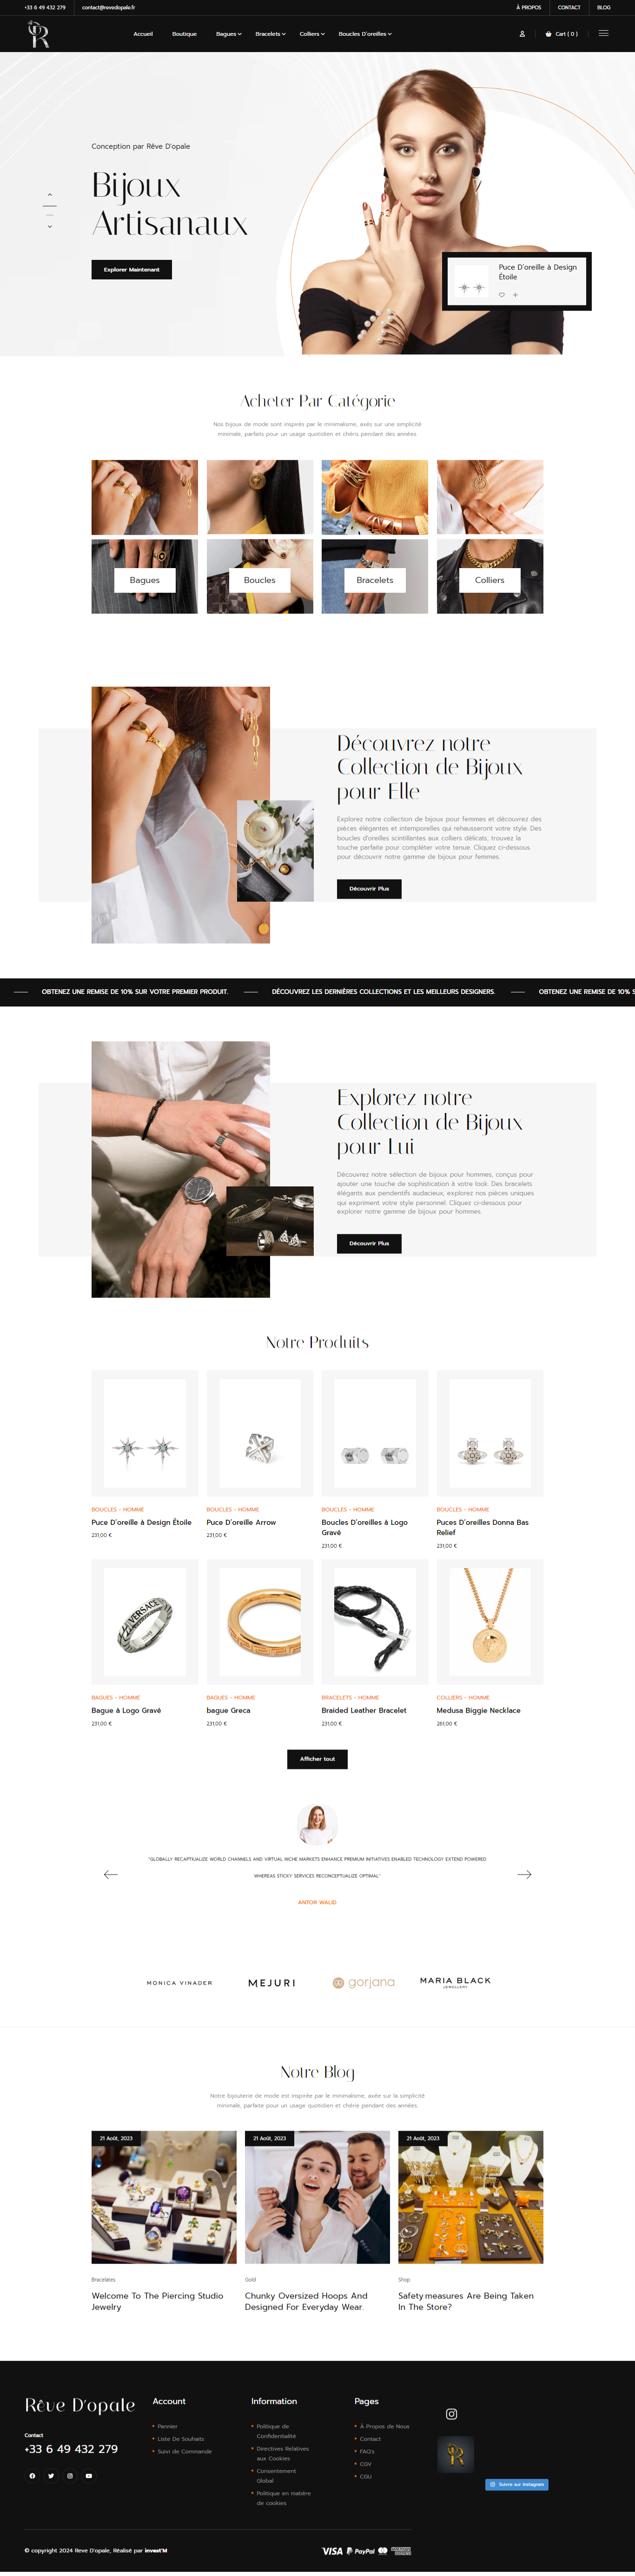 +33 6 49 432 279
contact@revedopale.fr
À PROPOS
CONTACT
BLOG
R
Accueil
Boutique
Bagues
Bracelets
Colliers
Boucles D'oreilles
Cart ( 0 )
Conception par Rêve D'opale
Bijoux
Artisanaux
Explorer Maintenant
Puce D'oreille à Design
Étoile
Acheter Par Catégorie
Nos bijoux de mode sont inspirés par le minimalisme, axés sur une simplicité
minimale, parfaits pour un usage quotidien et chéris pendant des années.
Bagues
Boucles
Bracelets
Colliers
Découvrez notre
Collection de Bijoux
pour Elle
Explorez notre collection de bijoux pour femmes et découvrez des
pièces élégantes et intemporelles qui rehausseront votre style. Des
boucles d'oreilles scintillantes aux colliers délicats, trouvez la
touche parfaite pour compléter votre tenue. Cliquez ci-dessous
pour découvrir notre gamme de bijoux pour femmes.
Découvrir Plus
OBTENEZ UNE REMISE DE 10% SUR VOTRE PREMIER PRODUIT.
DÉCOUVREZ LES DERNIÈRES COLLECTIONS ET LES MEILLEURS DESIGNERS.
OBTENEZ UNE REMISE DE 10% S
Explorez notre
Collection de Bijoux
pour Lui
Découvrez notre sélection de bijoux pour hommes, conçus pour
ajouter une touche de sophistication à votre look. Des bracelets
élégants aux pendentifs audacieux, explorez nos pièces uniques
qui expriment votre style personnel. Cliquez ci-dessous pour
explorer notre gamme de bijoux pour hommes.
Découvrir Plus
Notre Produits
BOUCLES - HOMME
Puce D'oreille à Design Étoile
231,00 €
BOUCLES - HOMME
Puce D'oreille Arrow
231,00 €
BOUCLES - HOMME
Boucles D'oreilles à Logo
Gravé
231,00 €
BOUCLES - HOMME
Puces D'oreilles Donna Bas
Relief
231,00 €
VERSACE
BAGUES - HOMME
Bague à Logo Gravé
231,00 €
BAGUES - HOMME
bague Greca
231,00 €
BRACELETS - HOMME
Braided Leather Bracelet
231,00 €
COLLIERS - HOMME
Medusa Biggie Necklace
261,00 €
Afficher tout
"GLOBALLY RECAPTIUALIZE WORLD CHANNELS AND VIRTUAL NICHE MARKETS ENHANCE PREMIUM INITIATIVES ENABLED TECHNOLOGY EXTEND POWERED
WHEREAS STICKY SERVICES RECONCEPTUALIZE OPTIMAL"
ANTOR WALID
MONICA VINADER
MEJURI
gorjana
MARIA BLACK
JEWELLERY
Notre Blog
Notre bijouterie de mode est inspirée par le minimalisme, axée sur la simplicité
minimale, parfaite pour un usage quotidien et chérie pendant des années.
21 Août, 2023
Braceletes
Welcome To The Piercing Studio
Jewelry
21 Août, 2023
Gold
Chunky Oversized Hoops And
Designed For Everyday Wear.
21 Août, 2023
Shop
Safety measures Are Being Taken
In The Store?
Rêve D'opale
Contact
+33 6 49 432 279
Account
Pannier
Liste De Souhaits
Suivi de Commande
Information
Politique de
Confidentialité
Directives Relatives
aux Cookies
Consentement
Global
Politique en matière
de cookies
Pages
À Propos de Nous
Contact
FAQ's
CGV
CGU
R
Suivre sur Instagram
© copyright 2024 Reve D'opale, Réalisé par invest'M
VISA
PayPal
AMERICAN EXPRESS